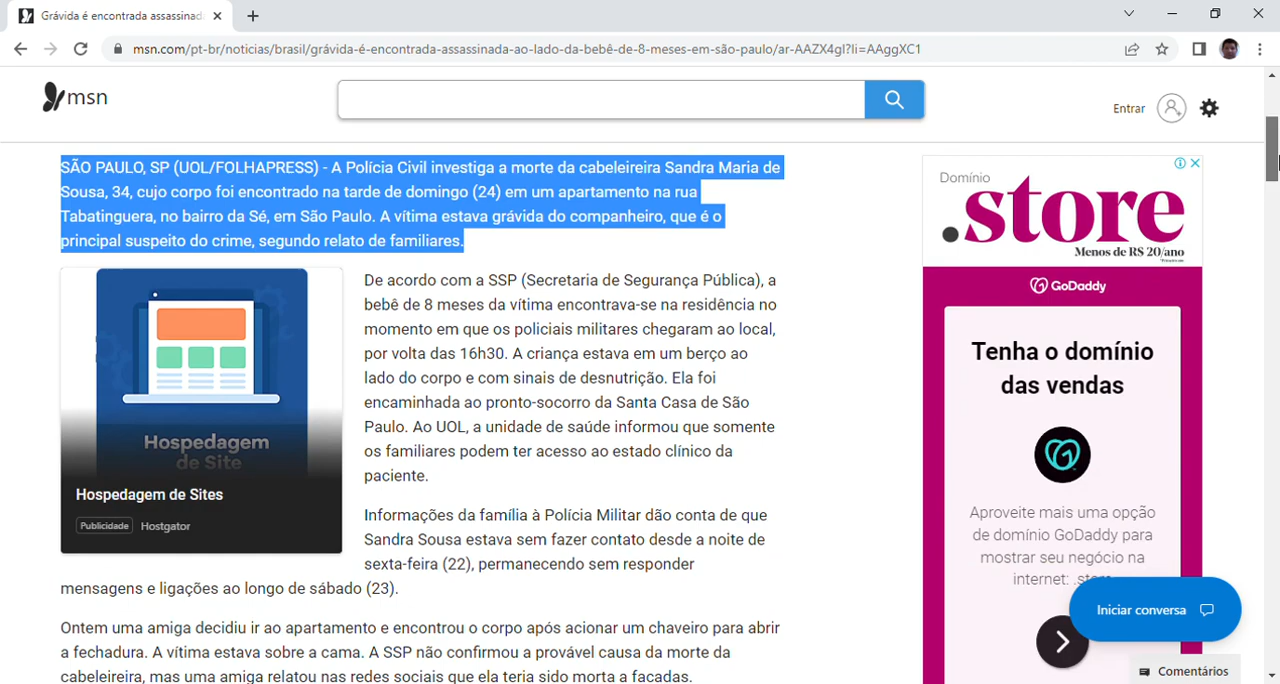 Grávida é encontrada assassinad
msn.com/pt-br/noticias/brasil/grávida-é-encontrada-assassinada-ao-lado-da-bebê-de-8-meses-em-são-paulo/ar-AAZX4gI?li=AAggXC1
msn
Entrar
SÃO PAULO, SP (UOL/FOLHAPRESS) - A Polícia Civil investiga a morte da cabeleireira Sandra Maria de
Sousa, 34, cujo corpo foi encontrado na tarde de domingo (24) em um apartamento na rua
Tabatinguera, no bairro da Sé, em São Paulo. A vítima estava grávida do companheiro, que é o
principal suspeito do crime, segundo relato de familiares.
De acordo com a SSP (Secretaria de Segurança Pública), a
bebê de 8 meses da vítima encontrava-se na residência no
momento em que os policiais militares chegaram ao local,
por volta das 16h30. A criança estava em um berço ao
lado do corpo e com sinais de desnutrição. Ela foi
encaminhada ao pronto-socorro da Santa Casa de São
Paulo. Ao UOL, a unidade de saúde informou que somente
os familiares podem ter acesso ao estado clínico da
paciente.
Hospedagem
de Site
Hospedagem de Sites
Publicidade Hostgator
Informações da família à Polícia Militar dão conta de que
Sandra Sousa estava sem fazer contato desde a noite de
sexta-feira (22), permanecendo sem responder
mensagens e ligações ao longo de sábado (23).
Ontem uma amiga decidiu ir ao apartamento e encontrou o corpo após acionar um chaveiro para abrir
a fechadura. A vítima estava sobre a cama. A SSP não confirmou a provável causa da morte da
cabeleireira, mas uma amiga relatou nas redes sociais que ela teria sido morta a facadas.
Domínio
.store
Menos de R$ 20/ano
GoDaddy
Tenha o domínio
das vendas
Aproveite mais uma opção
de domínio GoDaddy para
mostrar seu negócio na
internet: .store
Iniciar conversa
Comentários